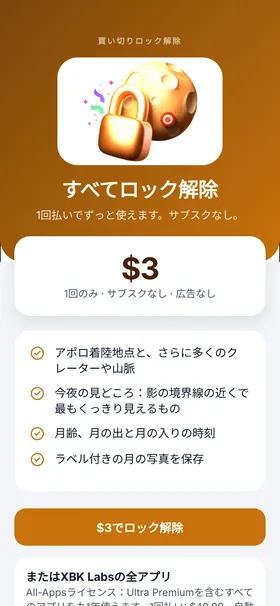 買い切りロック解除
すべてロック解除
1回払いでずっと使えます。サブスクなし。
$3
1回のみ · サブスクなし · 広告なし
アポロ着陸地点と、さらに多くのク
レーターや山脈
今夜の見どころ：影の境界線の近くで
最もくっきり見えるもの
月齢、月の出と月の入りの時刻
ラベル付きの月の写真を保存
$3でロック解除
またはXBK Labsの全アプリ
All-Appsライセンス：Ultra Premiumを含むすべて